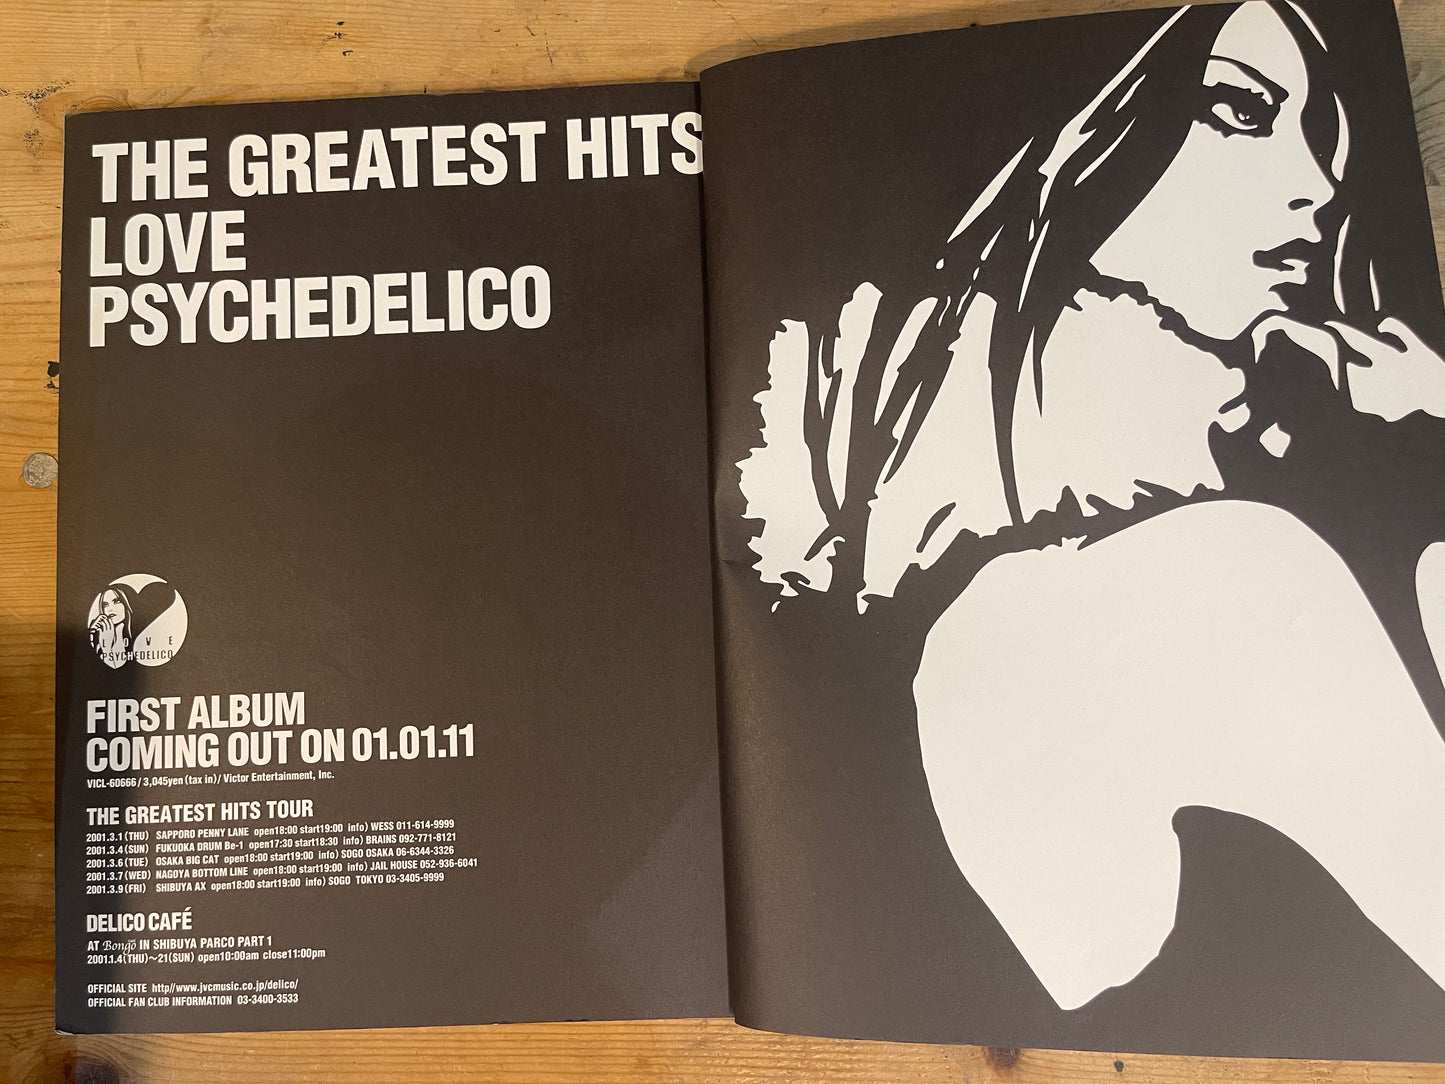 THE GREATEST HITS
LOVE
PSYCHEDELICO
LOVE
PSYCHEDELICO
FIRST ALBUM
COMING OUT ON 01.01.11
VICL-60666 / 3,045yen (tax in) / Victor Entertainment, Inc.
THE GREATEST HITS TOUR
2001.3.1 (THU) SAPPORO PENNY LANE open18:00 start19:00 info) WESS 011-614-9999
2001.3.4 (SUN) FUKUOKA DRUM Be-1 open17:30 start18:30 info) BRAINS 092-771-8121
2001.3.6 (TUE) OSAKA BIG CAT open18:00 start19:00 info) SOGO OSAKA 06-6344-3326
2001.3.7 (WED) NAGOYA BOTTOM LINE open18:00 start19:00 info) JAIL HOUSE 052-936-6041
2001.3.9 (FRI) SHIBUYA AX open18:00 start19:00 info) SOGO TOKYO 03-3405-9999
DELICO CAFÉ
AT Bongō IN SHIBUYA PARCO PART 1
2001.1.4(THU)〜21(SUN) open10:00am close11:00pm
OFFICIAL SITE http//www.jvcmusic.co.jp/delico/
OFFICIAL FAN CLUB INFORMATION 03-3400-3533